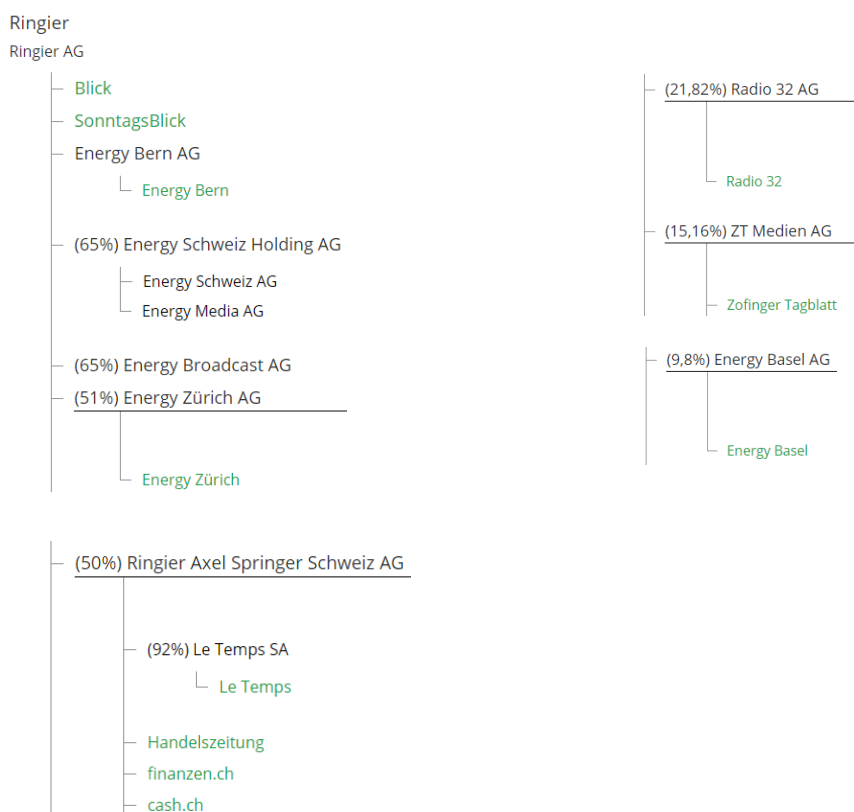 Ringier
Ringier AG
Blick
SonntagsBlick
Energy Bern AG
Energy Bern
(65%) Energy Schweiz Holding AG
Energy Schweiz AG
Energy Media AG
(65%) Energy Broadcast AG
(51%) Energy Zürich AG
Energy Zürich
(50%) Ringier Axel Springer Schweiz AG
(92%) Le Temps SA
Le Temps
Handelszeitung
finanzen.ch
cash.ch
(21,82%) Radio 32 AG
Radio 32
(15,16%) ZT Medien AG
Zofinger Tagblatt
(9,8%) Energy Basel AG
Energy Basel